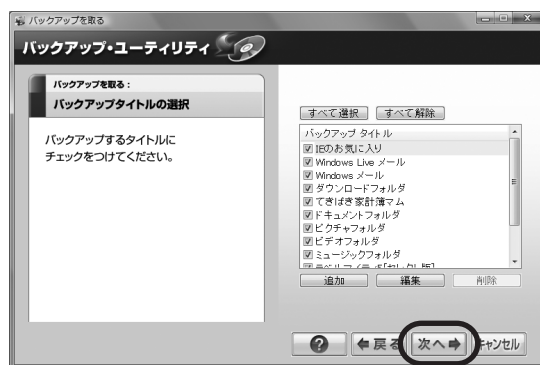 バックアップを取る
バックアップ・ユーティリティ
バックアップを取る：
バックアップタイトルの選択
バックアップするタイトルに
チェックをつけてください。
すべて選択 すべて解除
バックアップ タイトル
IEのお気に入り
Windows Live メール
Windows メール
ダウンロードフォルダ
てきぱき家計簿マム
ドキュメントフォルダ
ピクチャフォルダ
ビデオフォルダ
ミュージックフォルダ
追加 編集 削除
? 戻る 次へ キャンセル